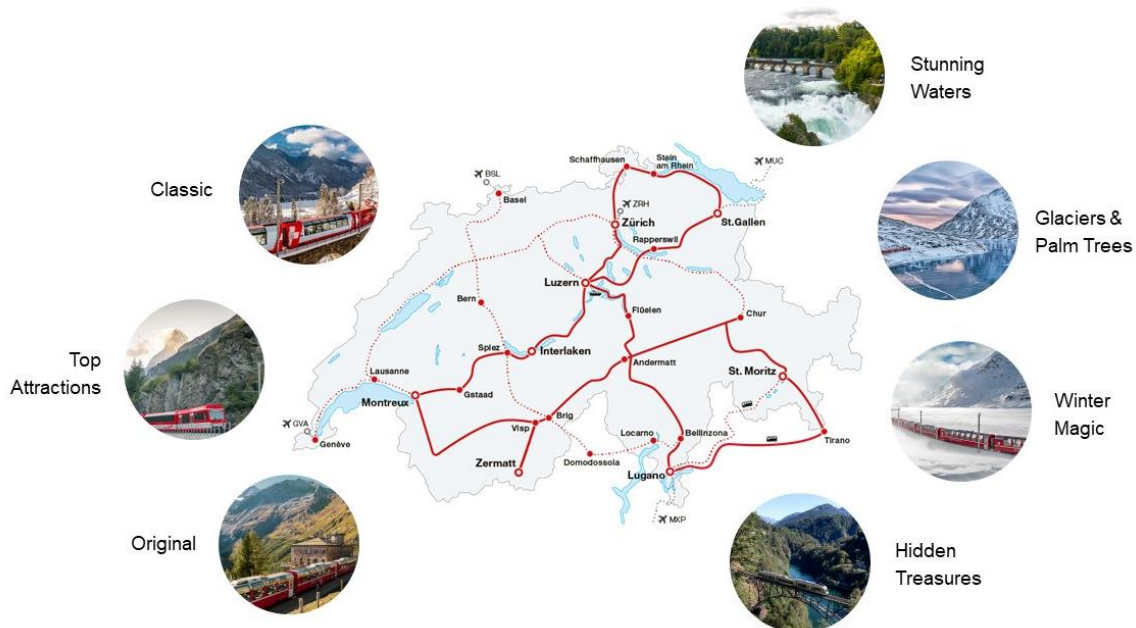 Stunning
Waters
Classic
Glaciers &
Palm Trees
Top
Attractions
Winter
Magic
Original
Hidden
Treasures
BSL
Basel
Schaffhausen
Stein
am Rhein
MUC
ZRH
Zürich
St.Gallen
Rapperswil
Luzern
Bern
Flüelen
Chur
Spiez
Interlaken
Andermatt
St. Moritz
Lausanne
Montreux
Gstaad
GVA
Genève
Visp
Brig
Zermatt
Domodossola
Locarno
Bellinzona
Lugano
Tirano
MXP